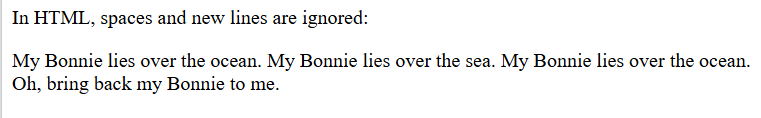 In HTML, spaces and new lines are ignored:
My Bonnie lies over the ocean. My Bonnie lies over the sea. My Bonnie lies over the ocean.
Oh, bring back my Bonnie to me.